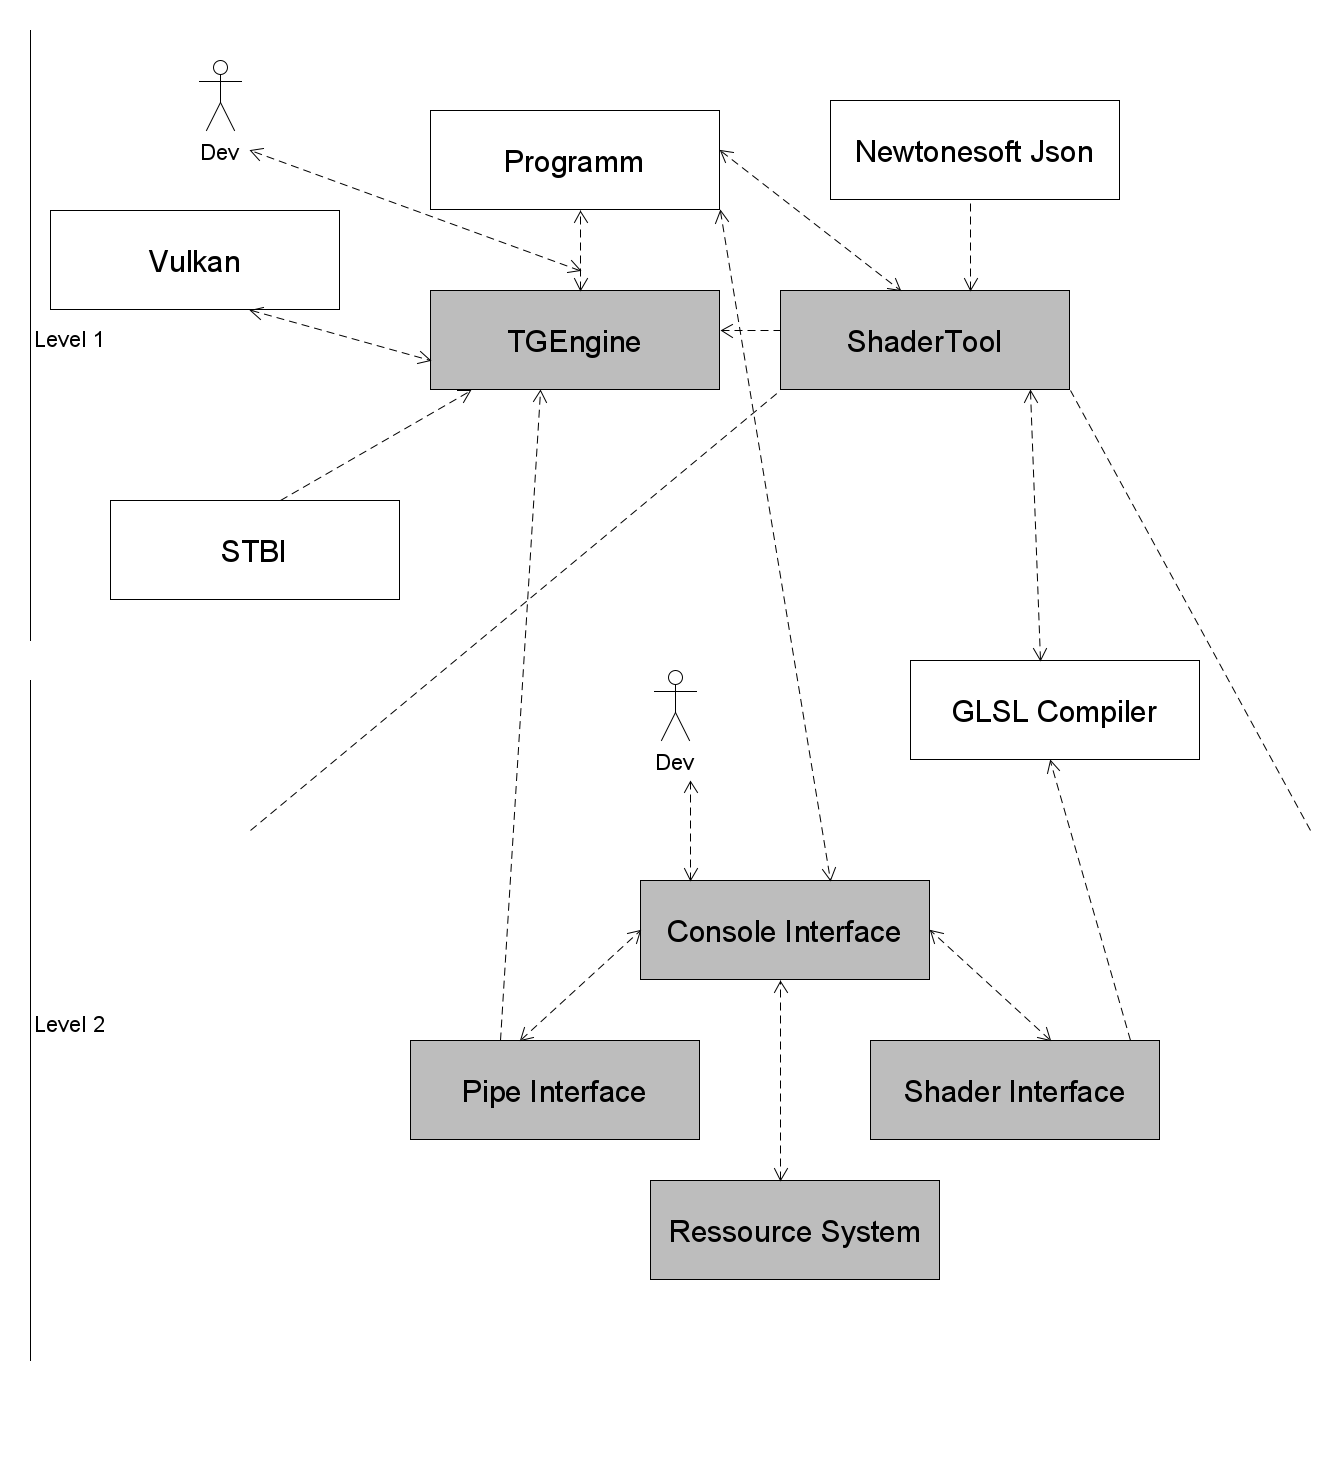 Dev
Programm
Newtonesoft Json
Vulkan
Level 1
TGEngine
ShaderTool
STBI
Dev
GLSL Compiler
Console Interface
Level 2
Pipe Interface
Shader Interface
Ressource System